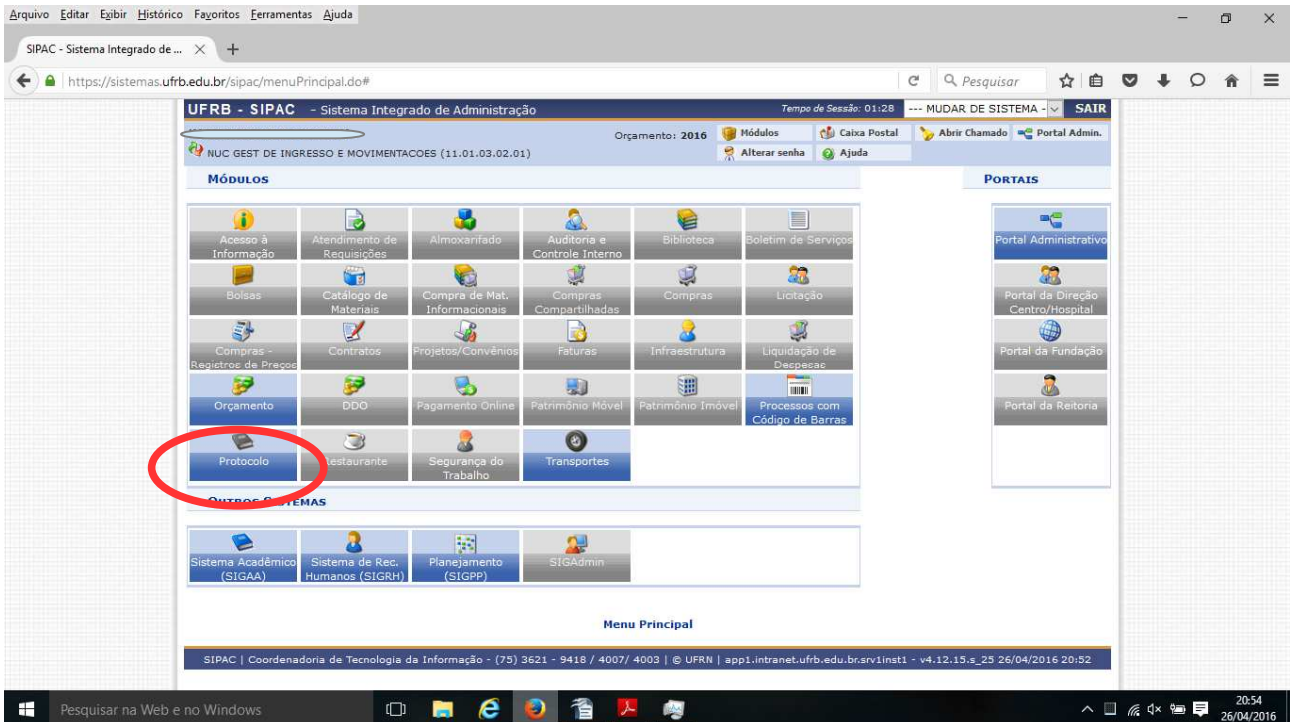 Arquivo Editar Exibir Histórico Favoritos Ferramentas Ajuda
SIPAC - Sistema Integrado de ...
https://sistemas.ufrb.edu.br/sipac/menuPrincipal.do#
Pesquisar
UFRB - SIPAC - Sistema Integrado de Administração
Tempo de Sessão: 01:28
--- MUDAR DE SISTEMA -
SAIR
Orçamento: 2016
Módulos
Caixa Postal
Abrir Chamado
Portal Admin.
NUC GEST DE INGRESSO E MOVIMENTACOES (11.01.03.02.01)
Alterar senha
Ajuda
MÓDULOS
PORTAIS
Acesso à
Informação
Atendimento de
Requisições
Almoxarifado
Auditoria e
Controle Interno
Biblioteca
Boletim de Serviços
Portal Administrativo
Bolsas
Catálogo de
Materiais
Compra de Mat.
Informacionais
Compras
Compartilhadas
Compras
Licitação
Portal da Direção
Centro/Hospital
Compras -
Registros de Preços
Contratos
Projetos/Convênios
Faturas
Infraestrutura
Liquidação de
Despesas
Portal da Fundação
Orçamento
DDO
Pagamento Online
Patrimônio Móvel
Patrimônio Imóvel
Processos com
Código de Barras
Portal da Reitoria
Protocolo
Restaurante
Segurança do
Trabalho
Transportes
OUTROS SISTEMAS
Sistema Acadêmico
(SIGAA)
Sistema de Rec.
Humanos (SIGRH)
Planejamento
(SIGPP)
SIGAdmin
Menu Principal
SIPAC | Coordenadoria de Tecnologia da Informação - (75) 3621 - 9418 / 4007/ 4003 | © UFRN | app1.intranet.ufrb.edu.br.srv1inst1 - v4.12.15.s_25 26/04/2016 20:52
Pesquisar na Web e no Windows
20:54
26/04/2016